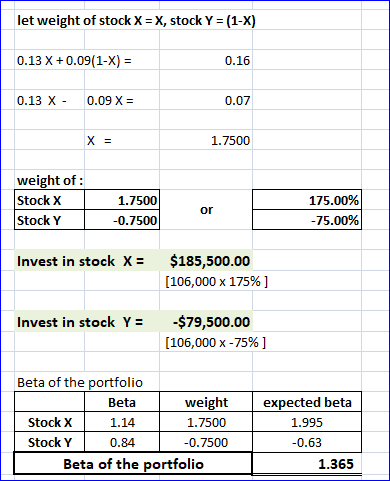 let weight of stock X = X, stock Y = (1-X)
0.13 X + 0.09(1-X) = 0.16
0.13 X - 0.09 X = 0.07
X = 1.7500
weight of :
Stock X 1.7500 or 175.00%
Stock Y -0.7500 -75.00%
Invest in stock X = $185,500.00
[106,000 x 175% ]
Invest in stock Y = -$79,500.00
[106,000 x -75% ]
Beta of the portfolio
Beta weight expected beta
Stock X 1.14 1.7500 1.995
Stock Y 0.84 -0.7500 -0.63
Beta of the portfolio 1.365